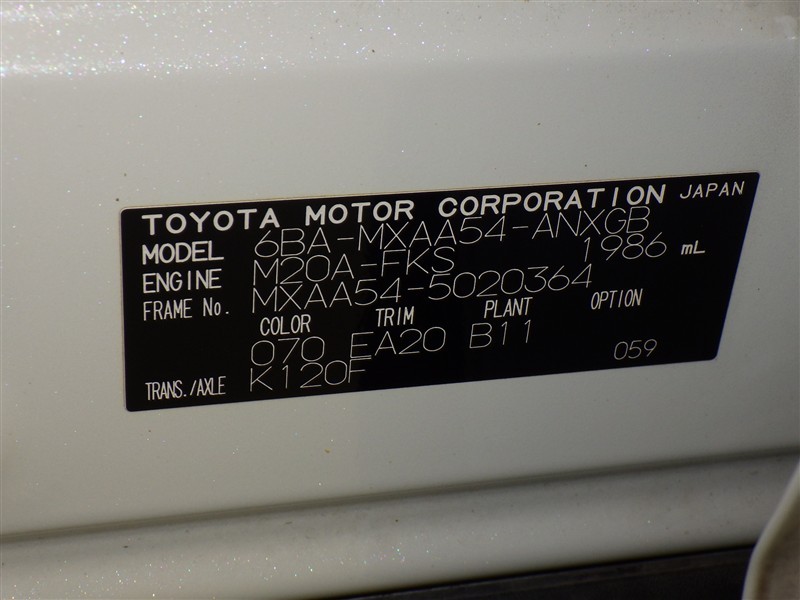 TOYOTA MOTOR CORPORATION JAPAN
MODEL 6BA-MXAA54-ANXGB
ENGINE M20A-FKS 1986 mL
FRAME No. MXAA54-5020364
COLOR TRIM PLANT OPTION
070 EA20 B11
TRANS./AXLE K120F 059